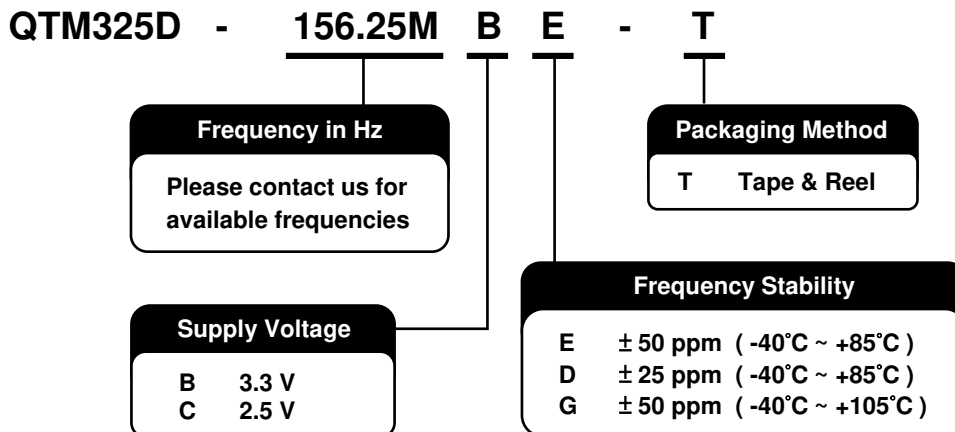 QTM325D - 156.25M B E - T
Frequency in Hz
Please contact us for
available frequencies
Packaging Method
T Tape & Reel
Supply Voltage
B 3.3 V
C 2.5 V
Frequency Stability
E ± 50 ppm ( -40°C ~ +85°C )
D ± 25 ppm ( -40°C ~ +85°C )
G ± 50 ppm ( -40°C ~ +105°C )